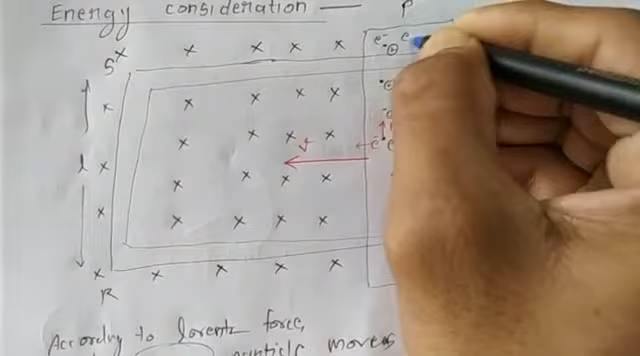 Energy consideration —
P
S
e⁻ e
v
e⁻
l
R
According to lorentz force,
particle moves